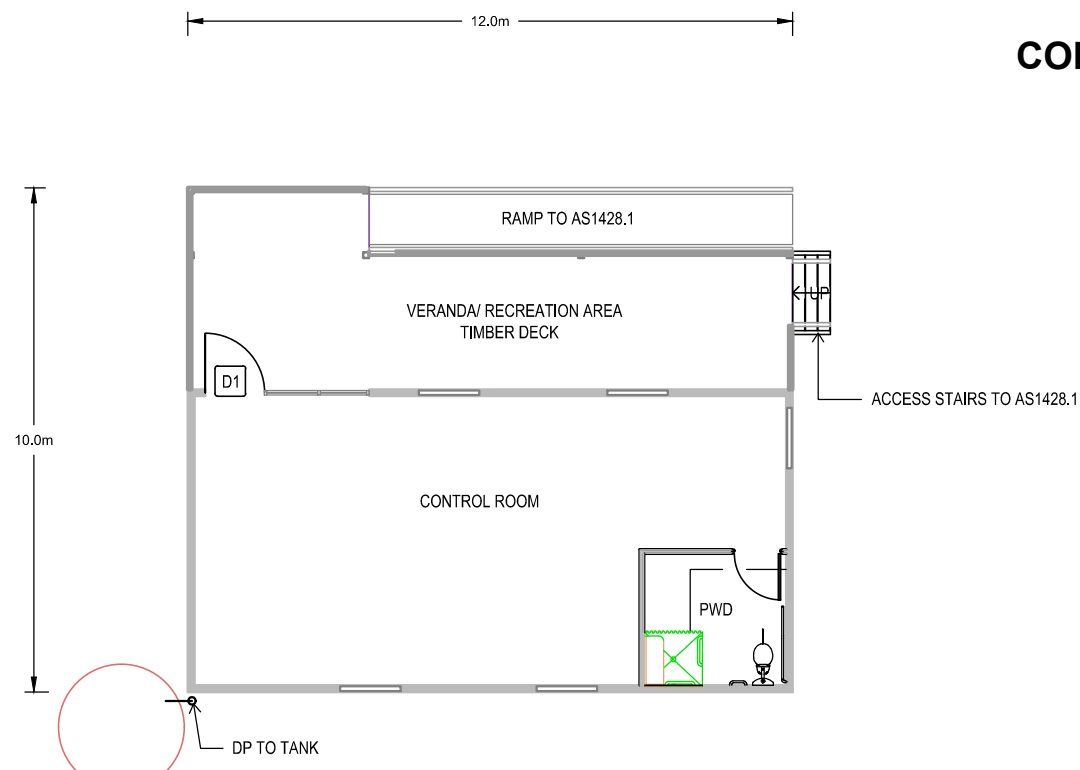 12.0m
COI
RAMP TO AS1428.1
UP
VERANDA/ RECREATION AREA
TIMBER DECK
D1
ACCESS STAIRS TO AS1428.1
10.0m
CONTROL ROOM
PWD
DP TO TANK